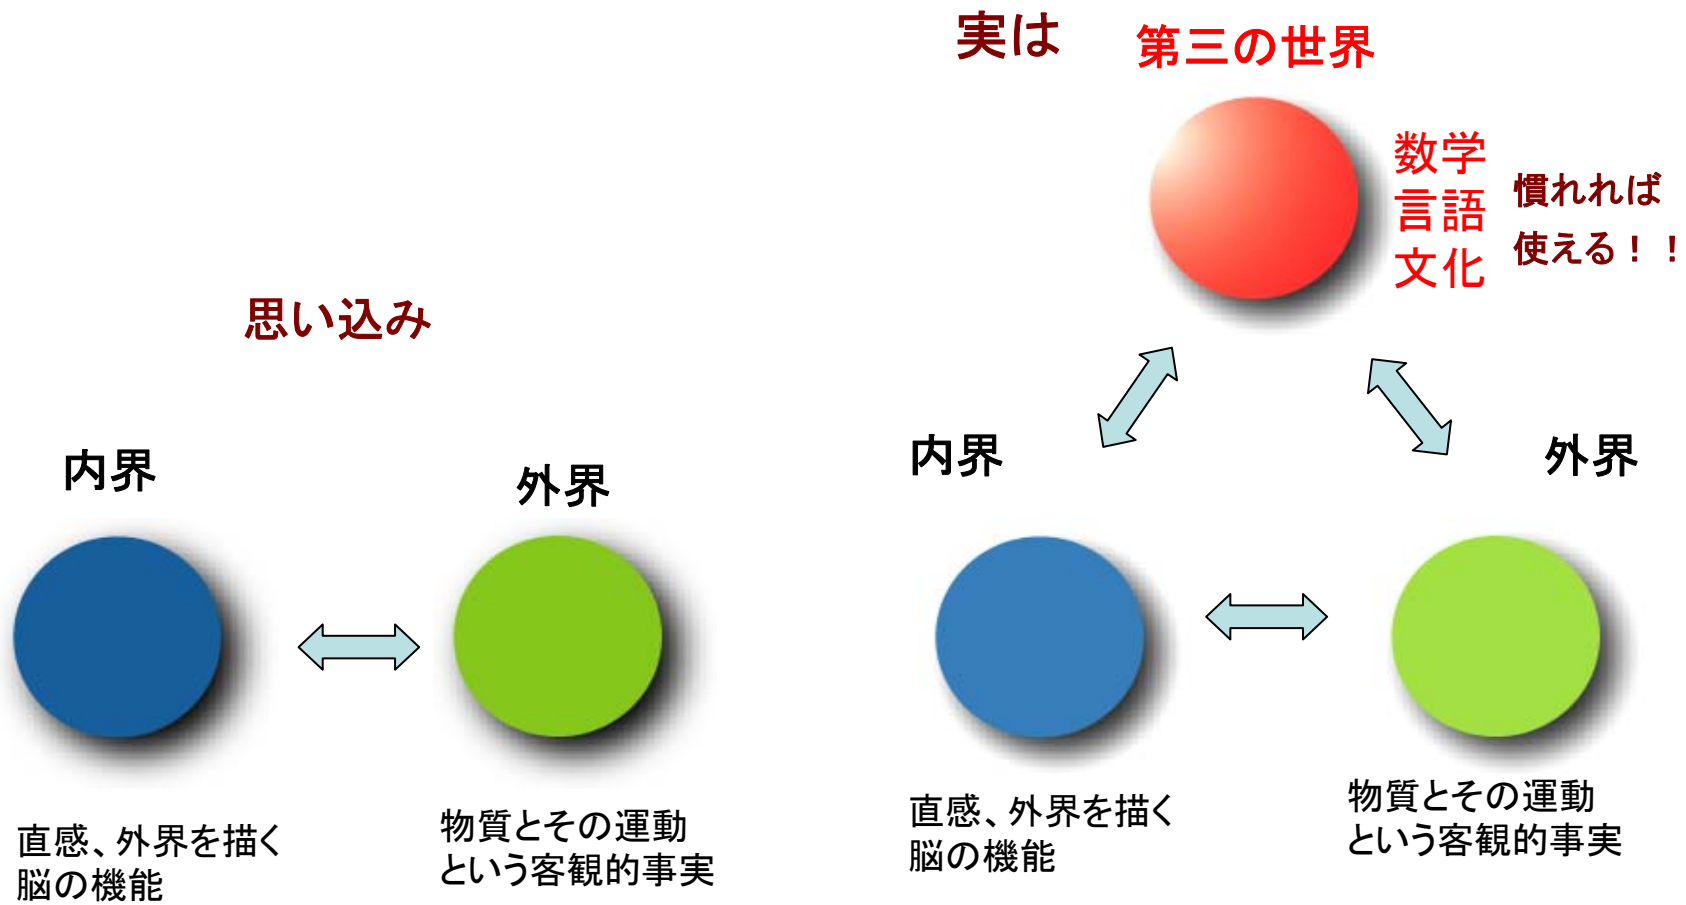 思い込み
内界
外界
直感、外界を描く
脳の機能
物質とその運動
という客観的事実
実は
第三の世界
数学
言語
文化
慣れれば
使える！！
内界
外界
直感、外界を描く
脳の機能
物質とその運動
という客観的事実